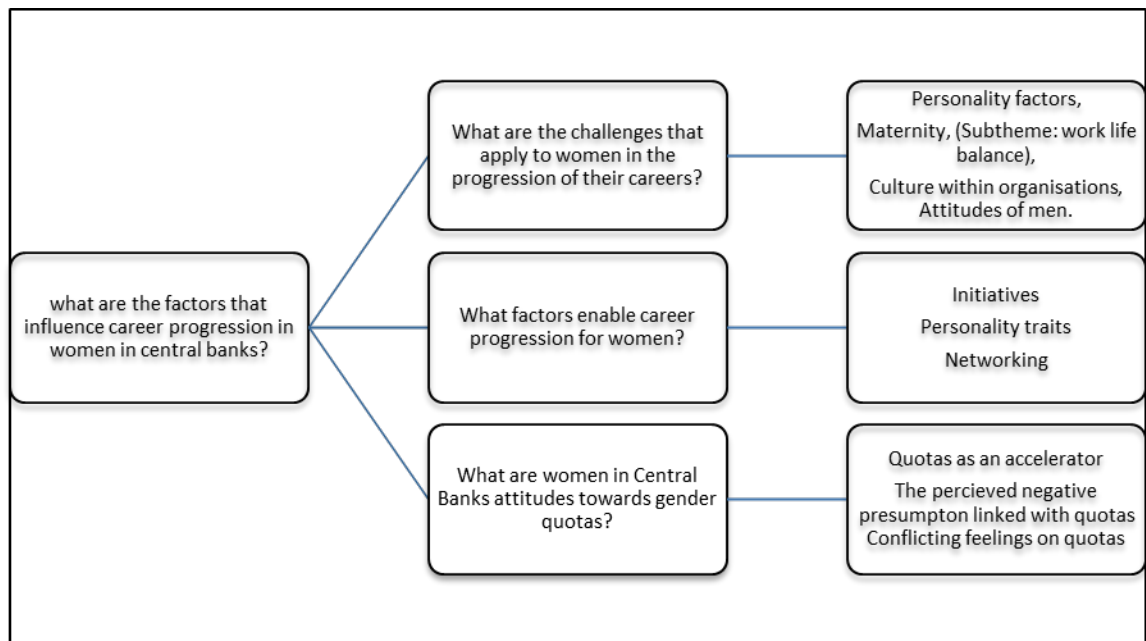 what are the factors that
influence career progression in
women in central banks?
What are the challenges that
apply to women in the
progression of their careers?
Personality factors,
Maternity, (Subtheme: work life
balance),
Culture within organisations,
Attitudes of men.
What factors enable career
progression for women?
Initiatives
Personality traits
Networking
What are women in Central
Banks attitudes towards gender
quotas?
Quotas as an accelerator
The percieved negative
presumpton linked with quotas
Conflicting feelings on quotas